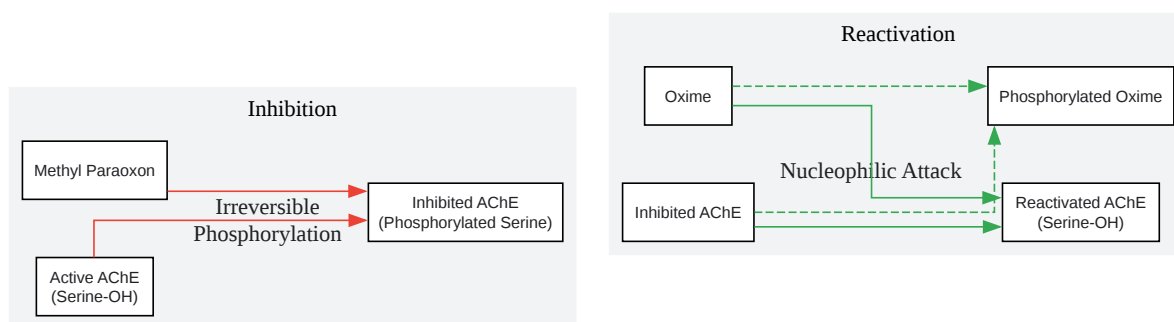 Inhibition
Methyl Paraoxon
Irreversible
Phosphorylation
Inhibited AChE
(Phosphorylated Serine)
Active AChE
(Serine-OH)
Reactivation
Oxime
Phosphorylated Oxime
Nucleophilic Attack
Inhibited AChE
Reactivated AChE
(Serine-OH)